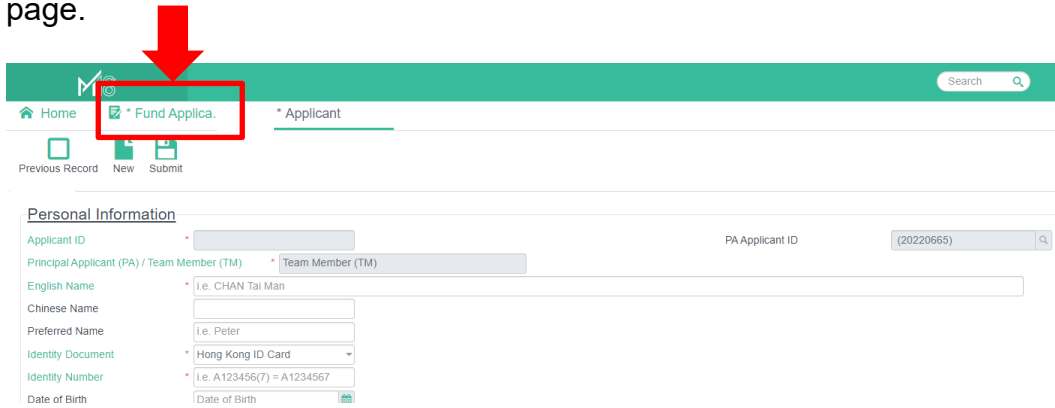 page.
M18
Search
Home * Fund Applica. * Applicant
Previous Record New Submit
Personal Information
Applicant ID * PA Applicant ID (20220665)
Principal Applicant (PA) / Team Member (TM) * Team Member (TM)
English Name * i.e. CHAN Tai Man
Chinese Name
Preferred Name i.e. Peter
Identity Document * Hong Kong ID Card
Identity Number * i.e. A123456(7) = A1234567
Date of Birth Date of Birth